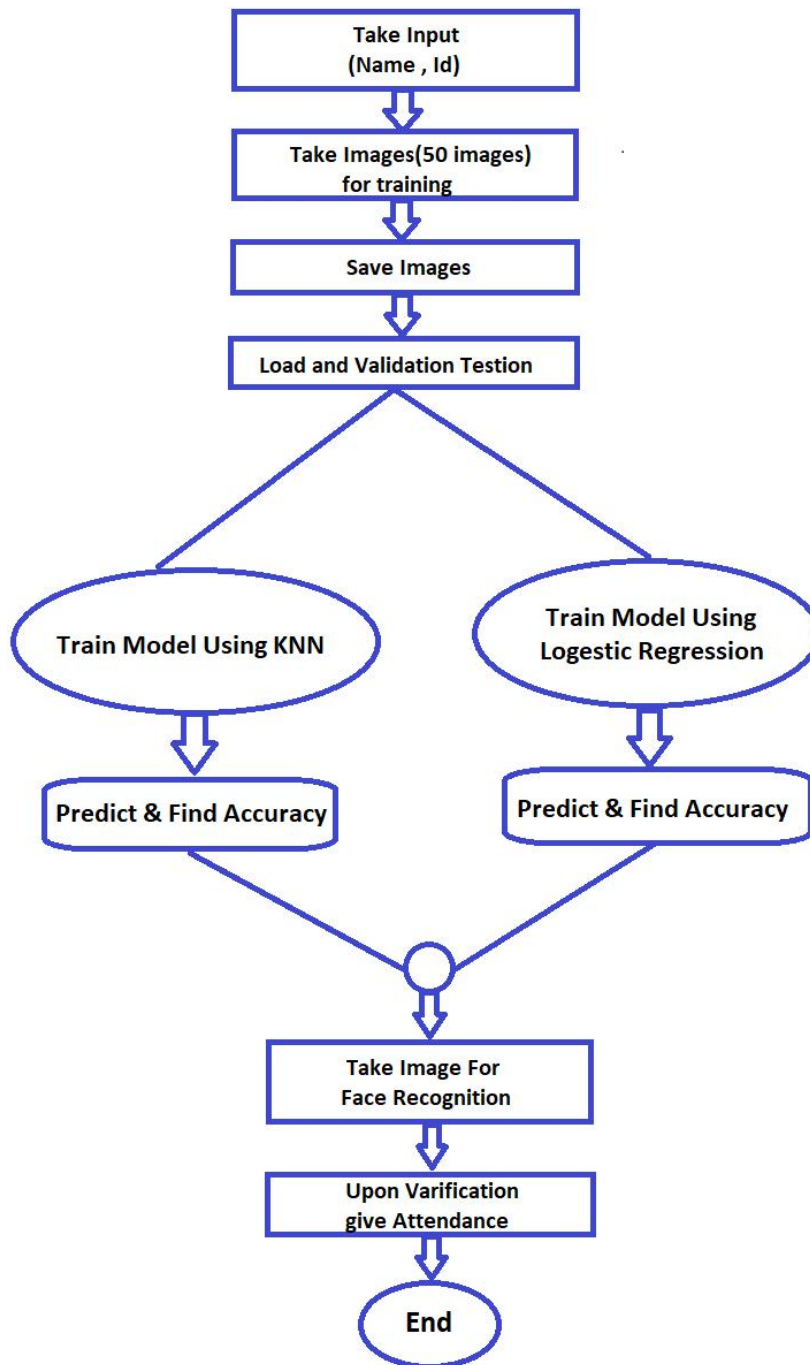 Take Input
(Name , Id)
Take Images(50 images)
for training
Save Images
Load and Validation Testion
Train Model Using KNN
Train Model Using
Logestic Regression
Predict & Find Accuracy
Predict & Find Accuracy
Take Image For
Face Recognition
Upon Varification
give Attendance
End